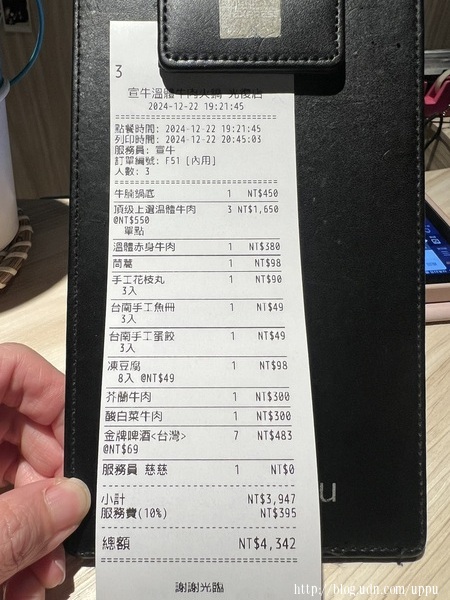 3
宣牛溫體牛肉火鍋 光復店
2024-12-22 19:21:45
點餐時間: 2024-12-22 19:21:45
列印時間: 2024-12-22 20:45:03
服務員: 宣牛
訂單編號: F51 [內用]
人數: 3
牛驍鍋底 1 NT$450
頂級上選溫體牛肉 3 NT$1,650
@NT$550
單點
溫體赤身牛肉 1 NT$380
茼蒿 1 NT$98
手工花枝丸 1 NT$90
3入
台南手工魚冊 1 NT$49
3入
台南手工蛋餃 1 NT$49
3入
凍豆腐 1 NT$98
8入 @NT$49
芥蘭牛肉 1 NT$300
酸白菜牛肉 1 NT$300
金牌啤酒<台灣> 7 NT$483
@NT$69
服務員 慈慈 1 NT$0
小計 NT$3,947
服務費(10%) NT$395
總額 NT$4,342
謝謝光臨
http://blog.udn.com/uppu